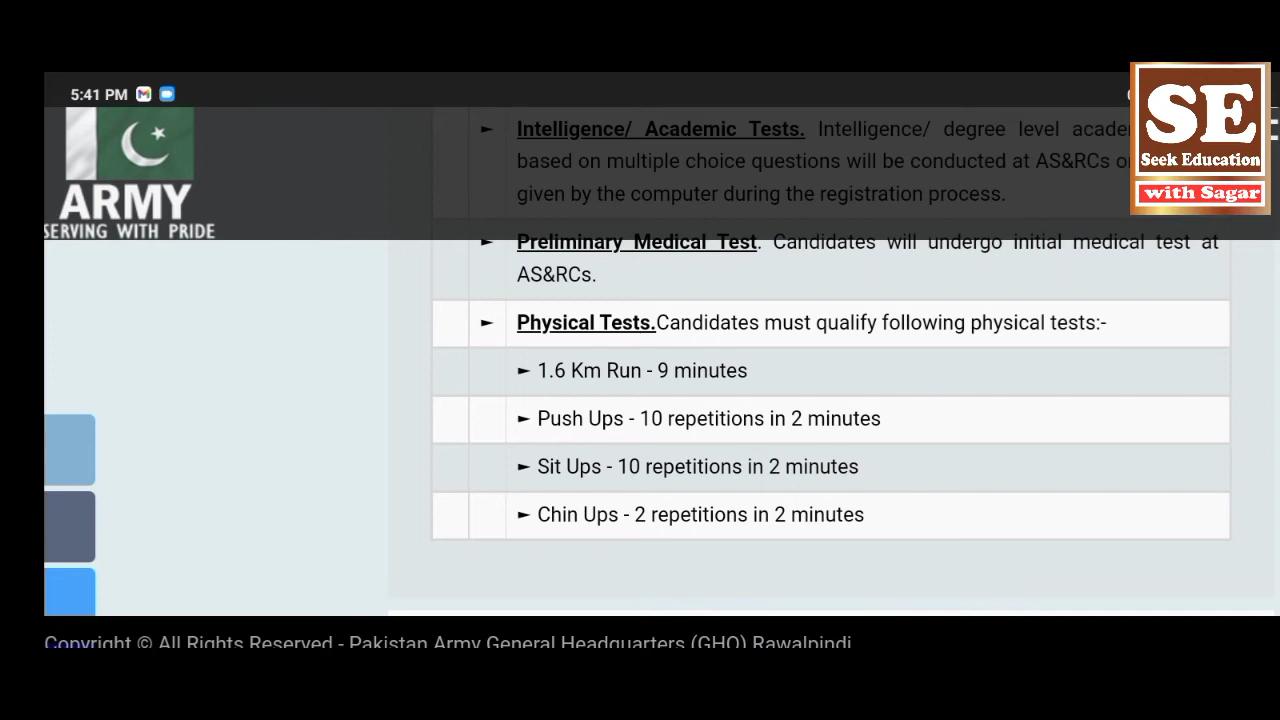 5:41 PM
SE
Seek Education
with Sagar
ARMY
SERVING WITH PRIDE
► Intelligence/ Academic Tests. Intelligence/ degree level
based on multiple choice questions will be conducted at AS&RCs
given by the computer during the registration process.
► Preliminary Medical Test. Candidates will undergo initial medical test at
AS&RCs.
► Physical Tests.Candidates must qualify following physical tests:-
► 1.6 Km Run - 9 minutes
► Push Ups - 10 repetitions in 2 minutes
► Sit Ups - 10 repetitions in 2 minutes
► Chin Ups - 2 repetitions in 2 minutes
Copyright © All Rights Reserved - Pakistan Army General Headquarters (GHQ) Rawalpindi